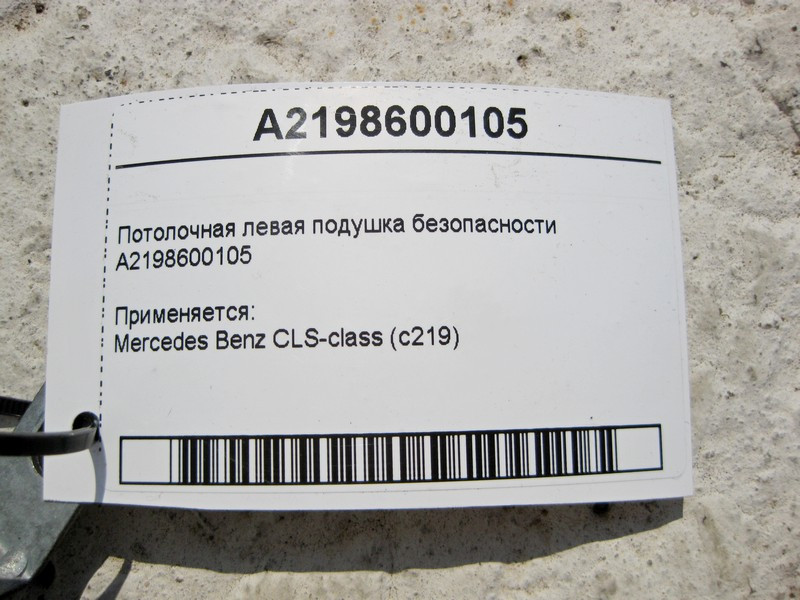 A2198600105
Потолочная левая подушка безопасности
A2198600105
Применяется:
Mercedes Benz CLS-class (c219)